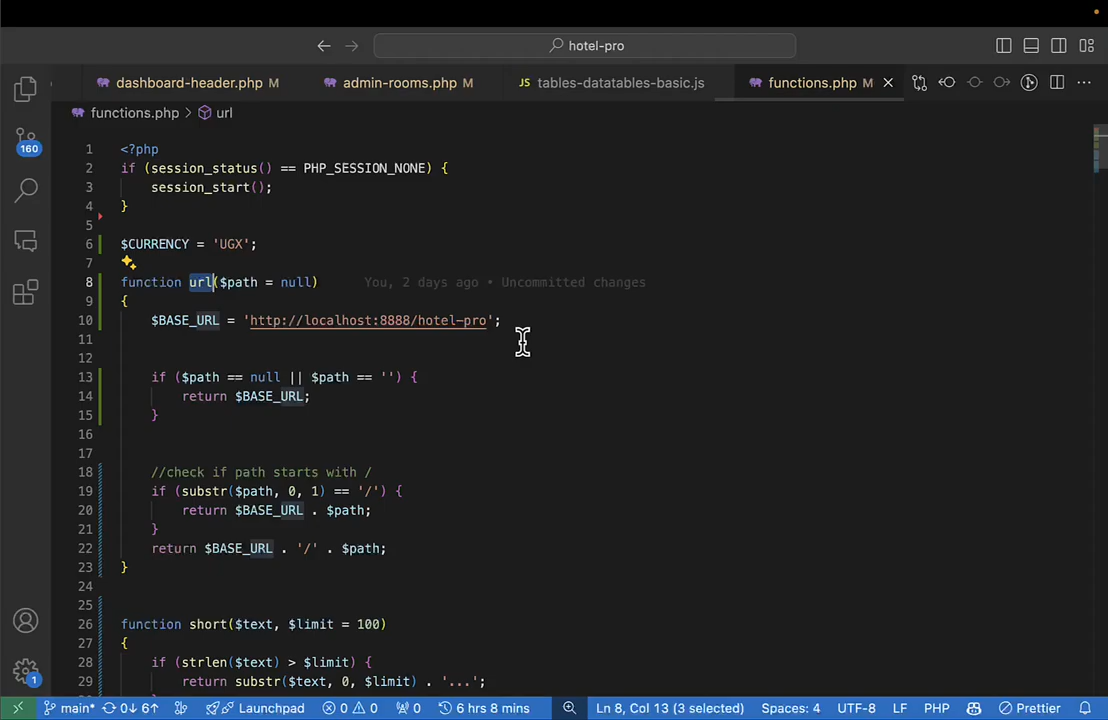 hotel-pro
dashboard-header.php M
admin-rooms.php M
JS tables-datatables-basic.js
functions.php M
functions.php > url
160
1 <?php
2 if (session_status() == PHP_SESSION_NONE) {
3 session_start();
4 }
5
6 $CURRENCY = 'UGX';
7
8 function url($path = null) You, 2 days ago • Uncommitted changes
9 {
10 $BASE_URL = 'http://localhost:8888/hotel-pro';
11
12
13 if ($path == null || $path == '') {
14 return $BASE_URL;
15 }
16
17
18 //check if path starts with /
19 if (substr($path, 0, 1) == '/') {
20 return $BASE_URL . $path;
21 }
22 return $BASE_URL . '/' . $path;
23 }
24
25
26 function short($text, $limit = 100)
27 {
28 if (strlen($text) > $limit) {
29 return substr($text, 0, $limit) . '...';
1
main* 0↓ 6↑ Launchpad 0 0 0 6 hrs 8 mins Ln 8, Col 13 (3 selected) Spaces: 4 UTF-8 LF PHP Prettier